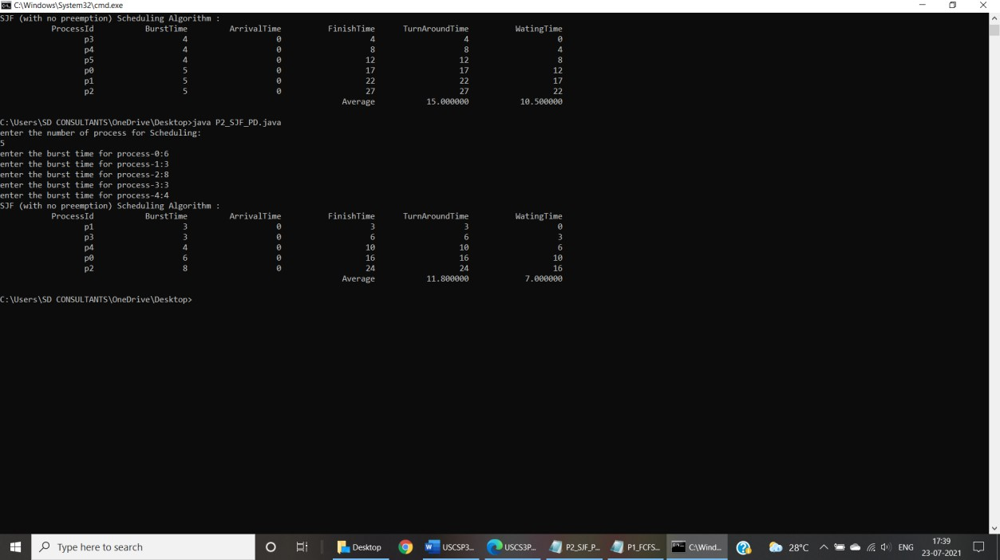 C:\Windows\System32\cmd.exe
SJF (with no preemption) Scheduling Algorithm :
ProcessId BurstTime ArrivalTime FinishTime TurnAroundTime WatingTime
p3 4 0 4 4 0
p4 4 0 8 8 4
p5 4 0 12 12 8
p0 5 0 17 17 12
p1 5 0 22 22 17
p2 5 0 27 27 22
Average 15.000000 10.500000
C:\Users\SD CONSULTANTS\OneDrive\Desktop>java P2_SJF_PD.java
enter the number of process for Scheduling:
5
enter the burst time for process-0:6
enter the burst time for process-1:3
enter the burst time for process-2:8
enter the burst time for process-3:3
enter the burst time for process-4:4
SJF (with no preemption) Scheduling Algorithm :
ProcessId BurstTime ArrivalTime FinishTime TurnAroundTime WatingTime
p1 3 0 3 3 0
p3 3 0 6 6 3
p4 4 0 10 10 6
p0 6 0 16 16 10
p2 8 0 24 24 16
Average 11.800000 7.000000
C:\Users\SD CONSULTANTS\OneDrive\Desktop>
Type here to search Desktop USCSP3... USCS3P... P2_SJF_P... P1_FCFS... C:\Wind... 28°C ENG 17:39
23-07-2021